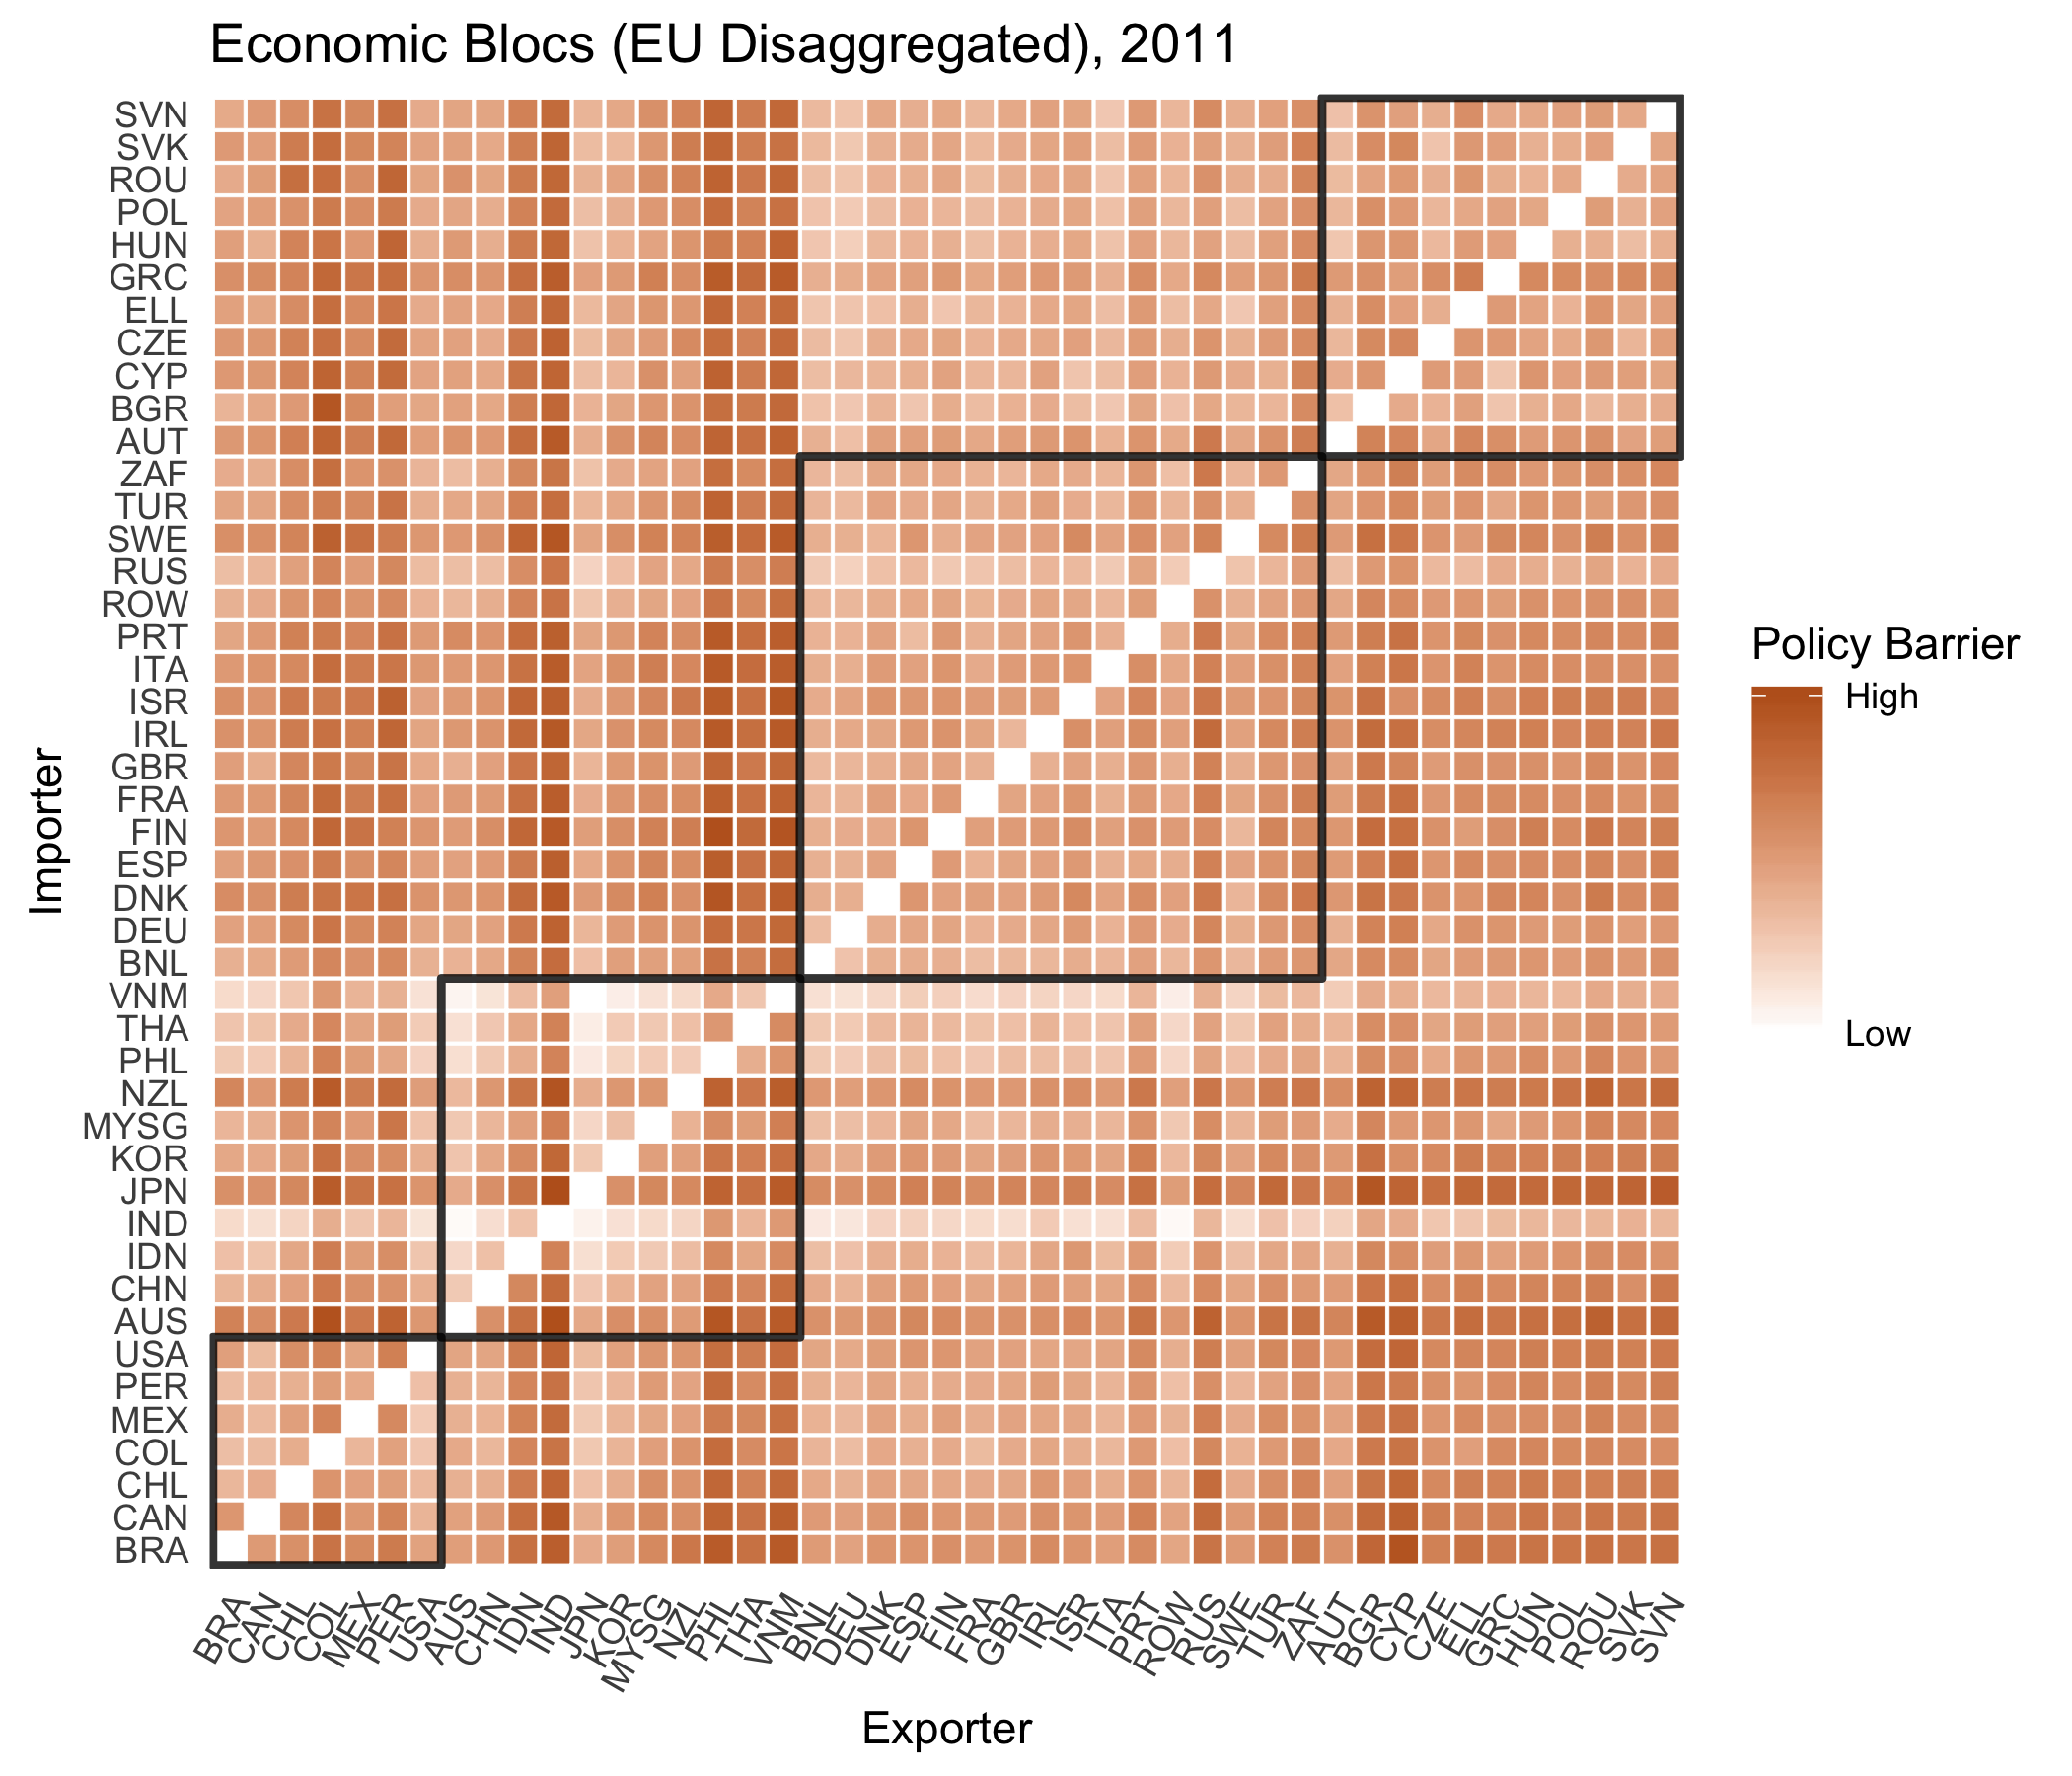 Economic Blocs (EU Disaggregated), 2011
SVN
SVK
ROU
POL
HUN
GRC
ELL
CZE
CYP
BGR
AUT
ZAF
TUR
SWE
RUS
ROW
PRT
ITA
ISR
IRL
GBR
FRA
FIN
ESP
DNK
DEU
BNL
VNM
THA
PHL
NZL
MYSG
KOR
JPN
IND
IDN
CHN
AUS
USA
PER
MEX
COL
CHL
CAN
BRA
Importer
BRA
CAN
CHL
COL
MEX
PER
USA
AUS
CHN
IDN
IND
JPN
KOR
MYSG
NZL
PHL
THA
VNM
BNL
DEU
DNK
ESP
FIN
FRA
GBR
IRL
ISR
ITA
PRT
ROW
RUS
SWE
TUR
ZAF
AUT
BGR
CYP
CZE
ELL
GRC
HUN
POL
ROU
SVK
SVN
Exporter
Policy Barrier
High
Low